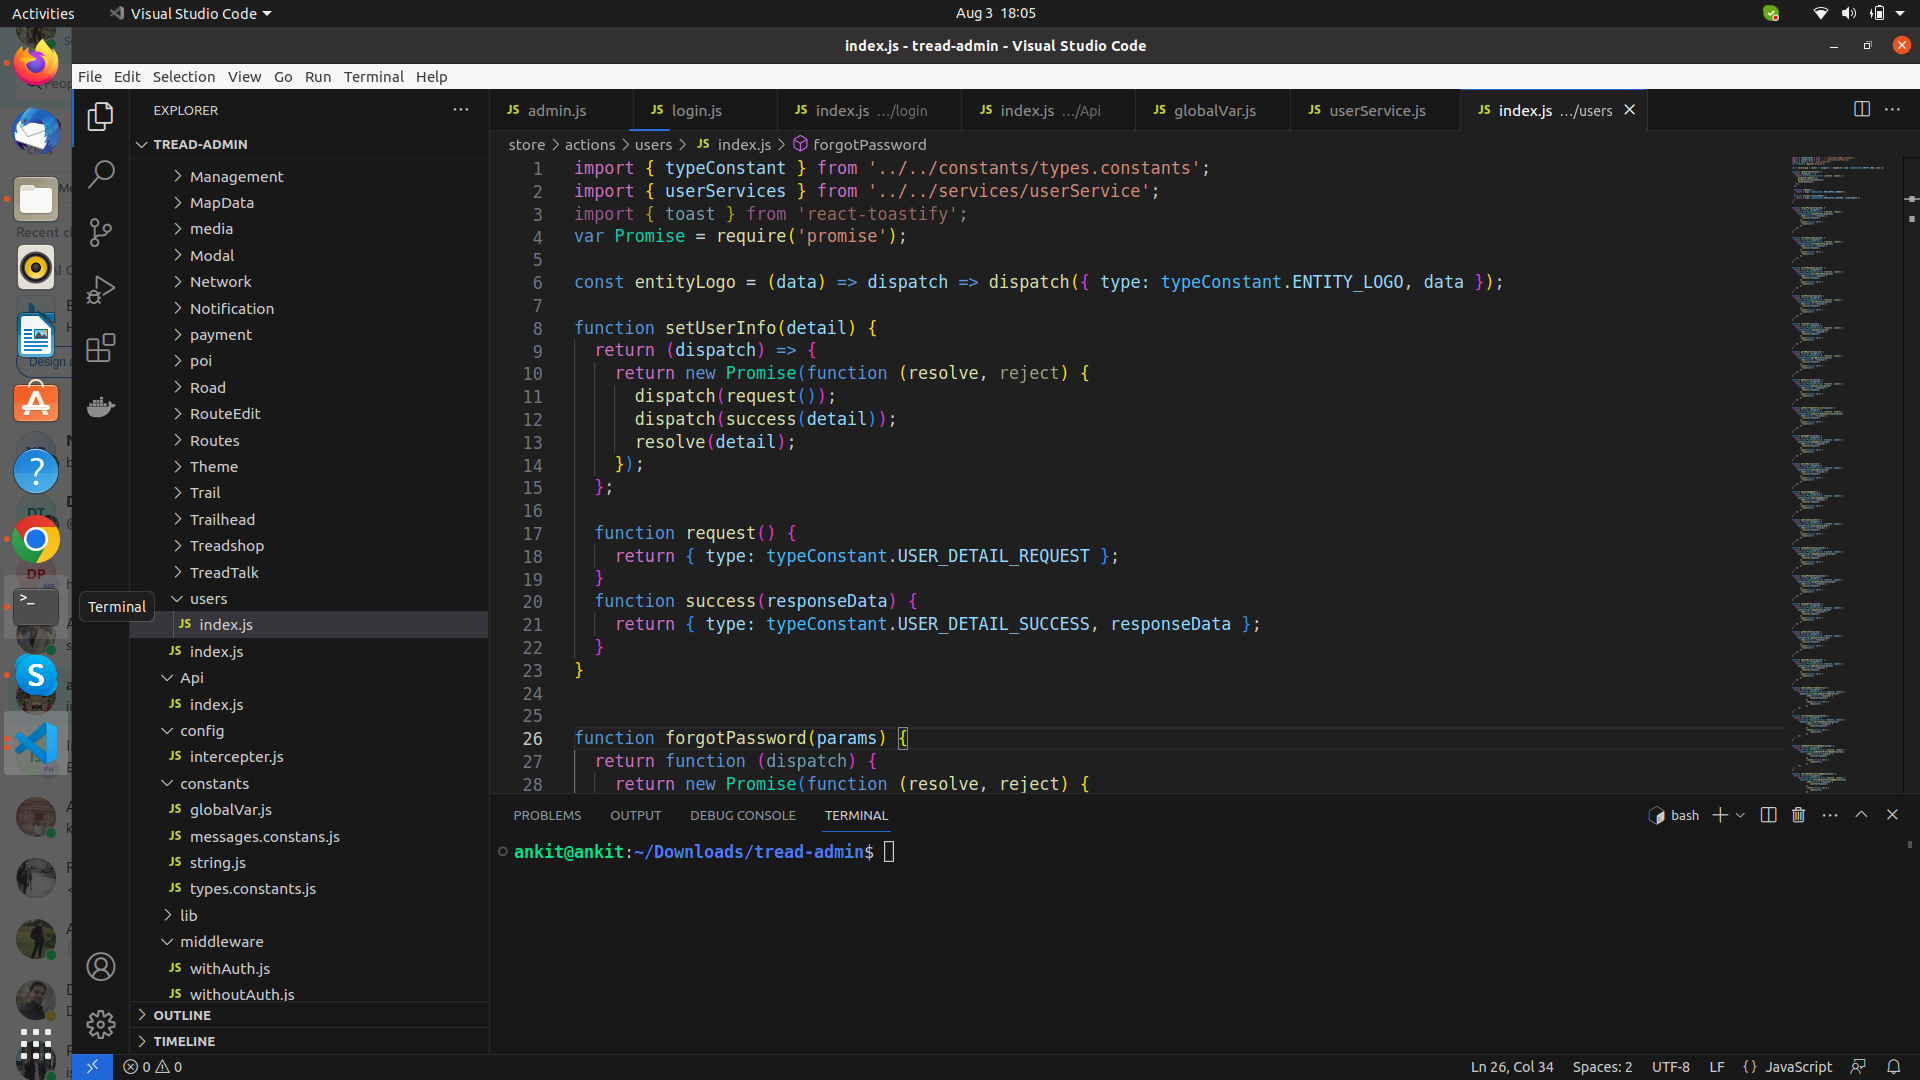 Activities
Visual Studio Code
Aug 3 18:05
index.js - tread-admin - Visual Studio Code
File Edit Selection View Go Run Terminal Help
EXPLORER
TREAD-ADMIN
Management
MapData
media
Modal
Network
Notification
payment
poi
Road
RouteEdit
Routes
Theme
Trail
Trailhead
Treadshop
TreadTalk
users
JS index.js
JS index.js
Api
JS index.js
config
JS intercepter.js
constants
JS globalVar.js
JS messages.constans.js
JS string.js
JS types.constants.js
lib
middleware
JS withAuth.js
JS withoutAuth.js
OUTLINE
TIMELINE
Terminal
JS admin.js JS login.js JS index.js .../login JS index.js .../Api JS globalVar.js JS userService.js JS index.js .../users
store > actions > users > JS index.js > forgotPassword
1 import { typeConstant } from '../../constants/types.constants';
2 import { userServices } from '../../services/userService';
3 import { toast } from 'react-toastify';
4 var Promise = require('promise');
5
6 const entityLogo = (data) => dispatch => dispatch({ type: typeConstant.ENTITY_LOGO, data });
7
8 function setUserInfo(detail) {
9 return (dispatch) => {
10 return new Promise(function (resolve, reject) {
11 dispatch(request());
12 dispatch(success(detail));
13 resolve(detail);
14 });
15 };
16
17 function request() {
18 return { type: typeConstant.USER_DETAIL_REQUEST };
19 }
20 function success(responseData) {
21 return { type: typeConstant.USER_DETAIL_SUCCESS, responseData };
22 }
23 }
24
25
26 function forgotPassword(params) {
27 return function (dispatch) {
28 return new Promise(function (resolve, reject) {
PROBLEMS OUTPUT DEBUG CONSOLE TERMINAL
bash
ankit@ankit:~/Downloads/tread-admin$
0 0
Ln 26, Col 34 Spaces: 2 UTF-8 LF {} JavaScript